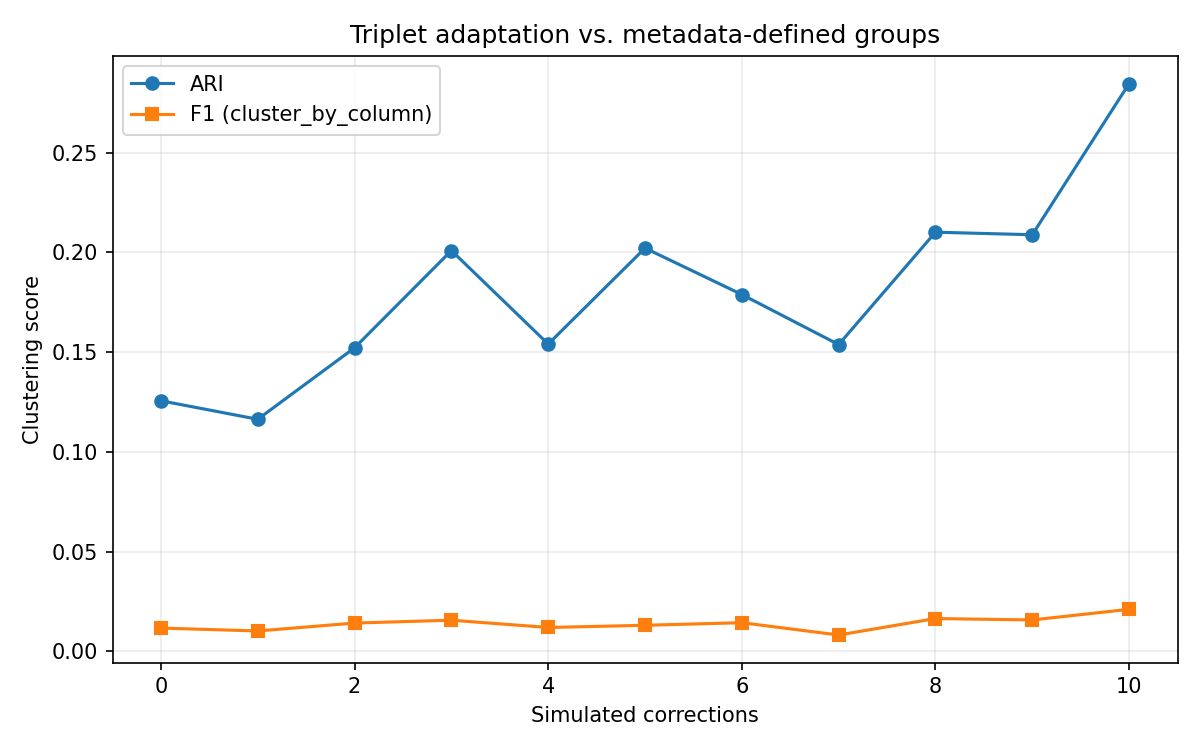 Triplet adaptation vs. metadata-defined groups
ARI
F1 (cluster_by_column)
Clustering score
0.25
0.20
0.15
0.10
0.05
0.00
0 2 4 6 8 10
Simulated corrections